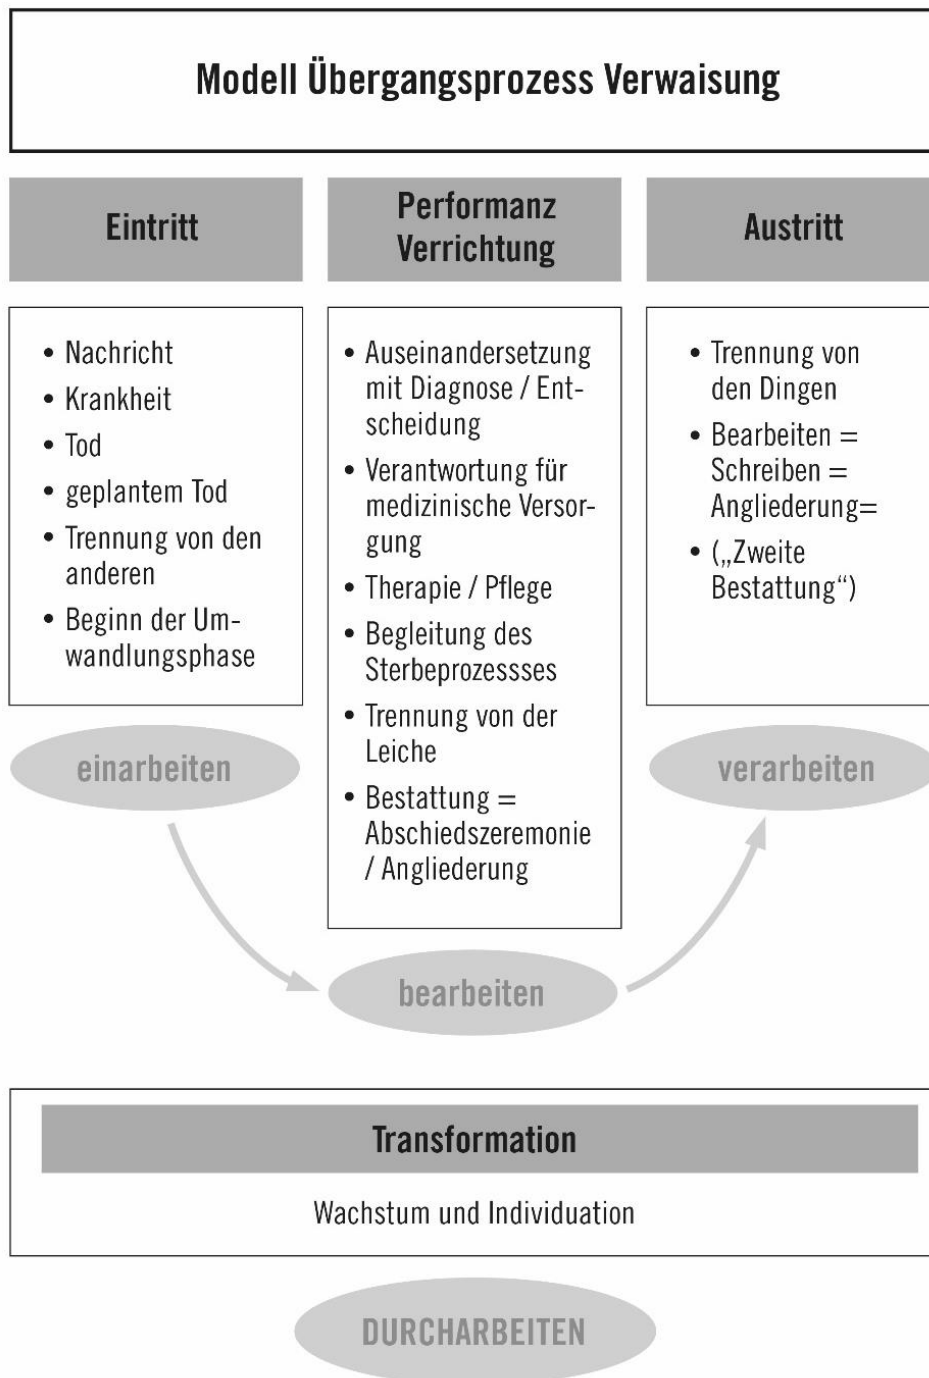 Modell Übergangsprozess Verwaisung
Eintritt
• Nachricht
• Krankheit
• Tod
• geplantem Tod
• Trennung von den
anderen
• Beginn der Um-
wandlungsphase
einarbeiten
Performanz
Verrichtung
• Auseinandersetzung
mit Diagnose / Ent-
scheidung
• Verantwortung für
medizinische Versor-
gung
• Therapie / Pflege
• Begleitung des
Sterbeprozessses
• Trennung von der
Leiche
• Bestattung =
Abschiedszeremonie
/ Angliederung
bearbeiten
Austritt
• Trennung von
den Dingen
• Bearbeiten =
Schreiben =
Angliederung=
• („Zweite
Bestattung“)
verarbeiten
Transformation
Wachstum und Individuation
DURCHARBEITEN